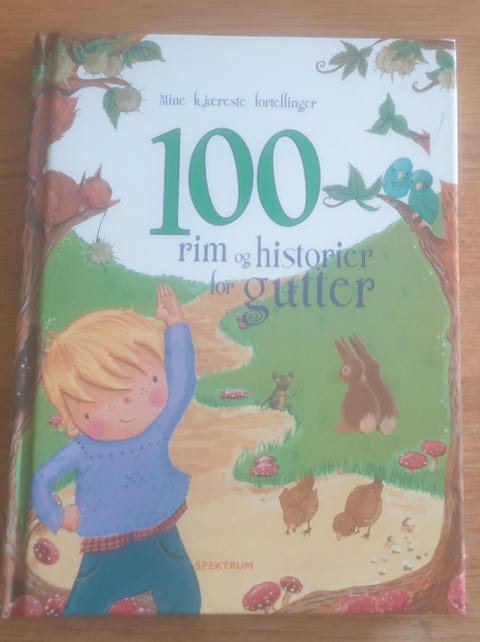 Mine kjæreste fortellinger
100
rim og historier
for gutter
SPEKTRUM